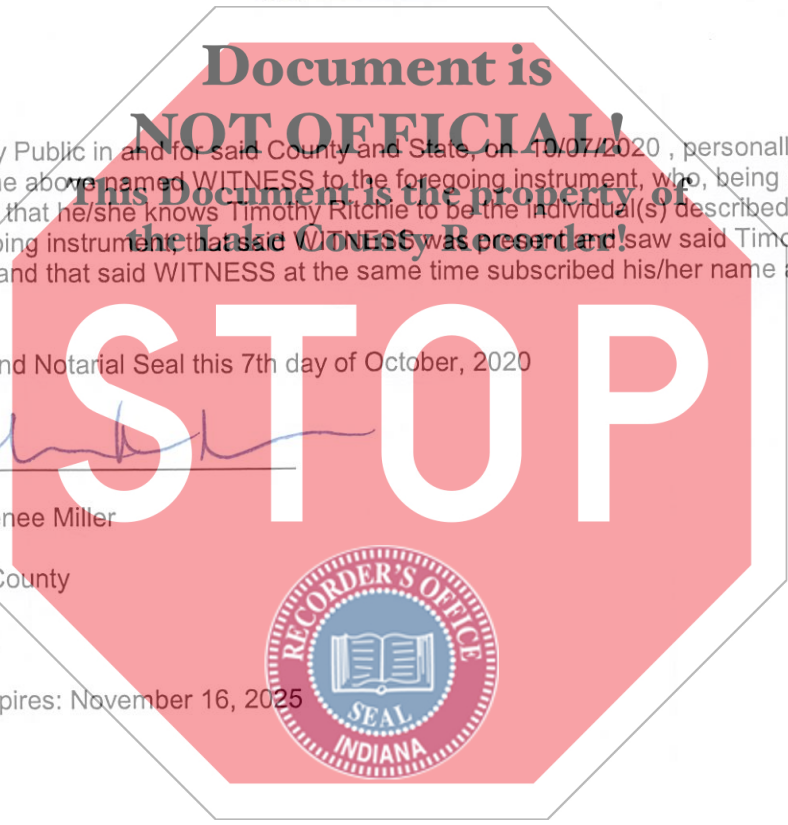 Document is
NOT OFFICIAL!
y Public in and for said County and State, on 10/07/2020 , personall
e above named WITNESS to the foregoing instrument, who, being
This Document is the property of
that he/she knows Timothy Ritchie to be the individual(s) described
the Lake County Recorder!
ing instrument; that said WITNESS was present and saw said Timo
and that said WITNESS at the same time subscribed his/her name a
nd Notarial Seal this 7th day of October, 2020
STOP
nee Miller
County
pires: November 16, 2025
RECORDER'S OFFICE
SEAL
INDIANA